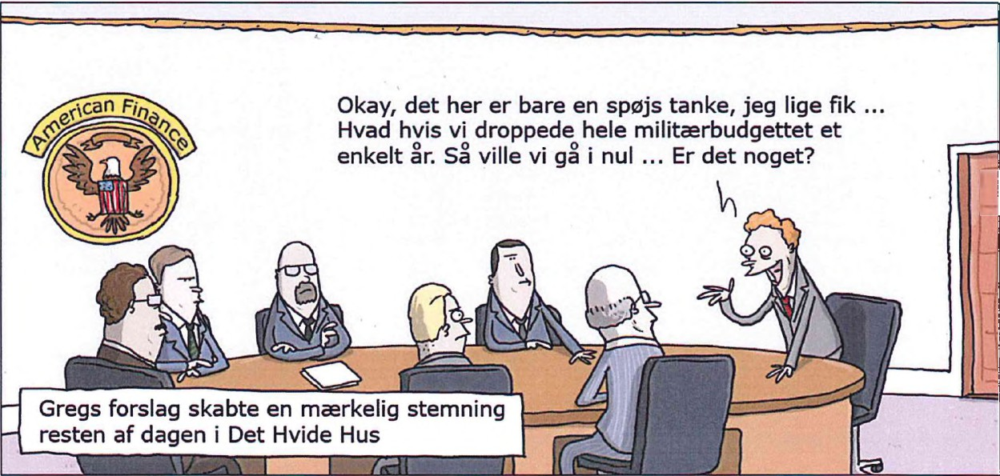 American Finance
Okay, det her er bare en spøjs tanke, jeg lige fik ...
Hvad hvis vi droppede hele militærbudgettet et
enkelt år. Så ville vi gå i nul ... Er det noget?
Gregs forslag skabte en mærkelig stemning
resten af dagen i Det Hvide Hus